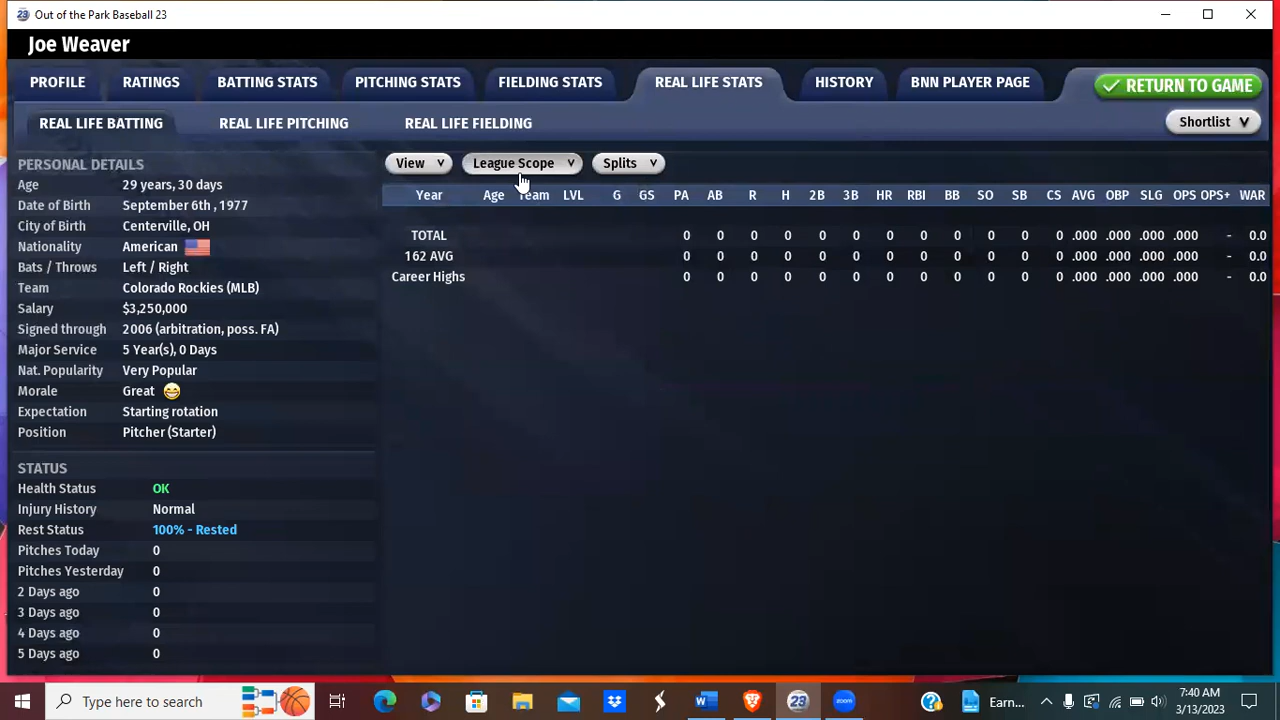 Out of the Park Baseball 23
Joe Weaver
PROFILE RATINGS BATTING STATS PITCHING STATS FIELDING STATS REAL LIFE STATS HISTORY BNN PLAYER PAGE RETURN TO GAME
REAL LIFE BATTING REAL LIFE PITCHING REAL LIFE FIELDING Shortlist
PERSONAL DETAILS
Age 29 years, 30 days
Date of Birth September 6th , 1977
City of Birth Centerville, OH
Nationality American
Bats / Throws Left / Right
Team Colorado Rockies (MLB)
Salary $3,250,000
Signed through 2006 (arbitration, poss. FA)
Major Service 5 Year(s), 0 Days
Nat. Popularity Very Popular
Morale Great
Expectation Starting rotation
Position Pitcher (Starter)
STATUS
Health Status OK
Injury History Normal
Rest Status 100% - Rested
Pitches Today 0
Pitches Yesterday 0
2 Days ago 0
3 Days ago 0
4 Days ago 0
5 Days ago 0
View League Scope Splits
Year Age Team LVL G GS PA AB R H 2B 3B HR RBI BB SO SB CS AVG OBP SLG OPS OPS+ WAR
TOTAL 0 0 0 0 0 0 0 0 0 0 0 0 .000 .000 .000 .000 - 0.0
162 AVG 0 0 0 0 0 0 0 0 0 0 0 0 .000 .000 .000 .000 - 0.0
Career Highs 0 0 0 0 0 0 0 0 0 0 0 0 .000 .000 .000 .000 - 0.0
Type here to search
23
zoom
Earn...
7:40 AM
3/13/2023